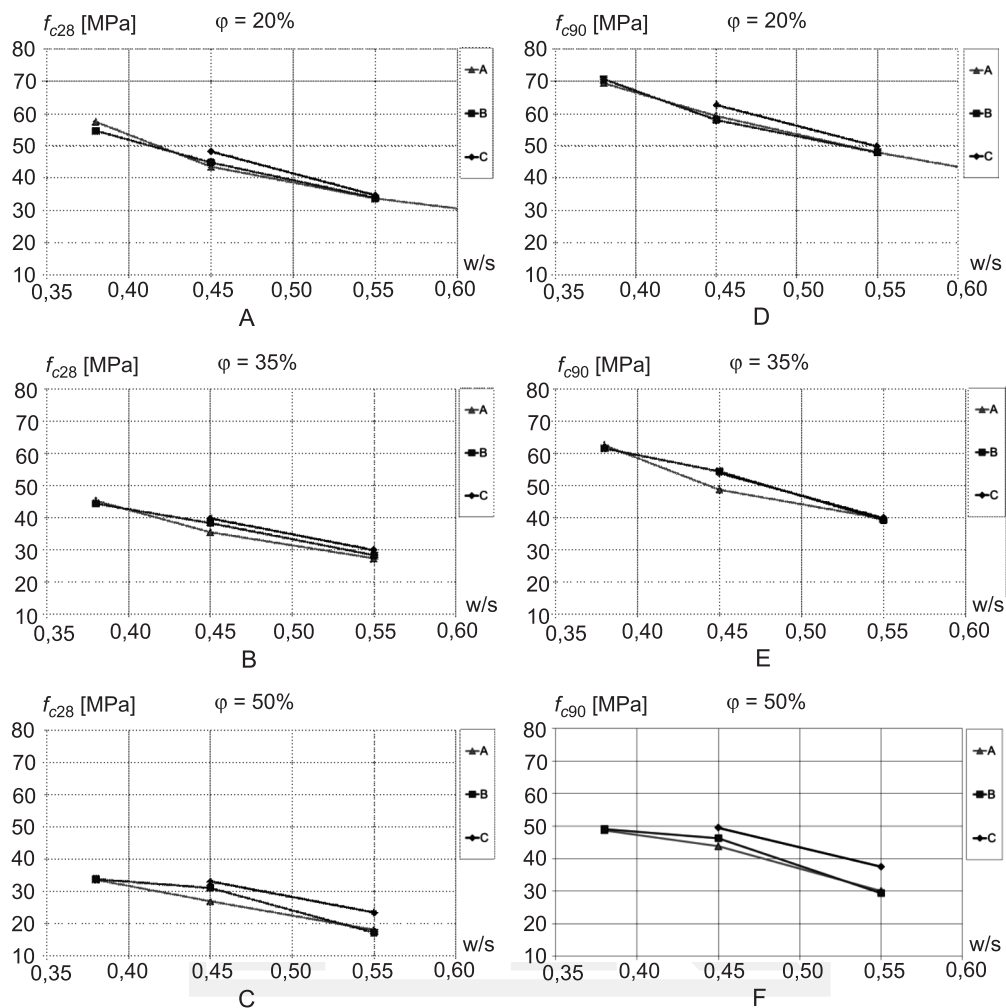 f_c28 [MPa] φ = 20%
80
70
60
50
40
30
20
10
A
B
C
w/s
0,35 0,40 0,45 0,50 0,55 0,60
A
f_c90 [MPa] φ = 20%
80
70
60
50
40
30
20
10
A
B
C
w/s
0,35 0,40 0,45 0,50 0,55 0,60
D
f_c28 [MPa] φ = 35%
80
70
60
50
40
30
20
10
A
B
C
w/s
0,35 0,40 0,45 0,50 0,55 0,60
B
f_c90 [MPa] φ = 35%
80
70
60
50
40
30
20
10
A
B
C
w/s
0,35 0,40 0,45 0,50 0,55 0,60
E
f_c28 [MPa] φ = 50%
80
70
60
50
40
30
20
10
A
B
C
w/s
0,35 0,40 0,45 0,50 0,55 0,60
C
f_c90 [MPa] φ = 50%
80
70
60
50
40
30
20
10
A
B
C
w/s
0,35 0,40 0,45 0,50 0,55 0,60
F